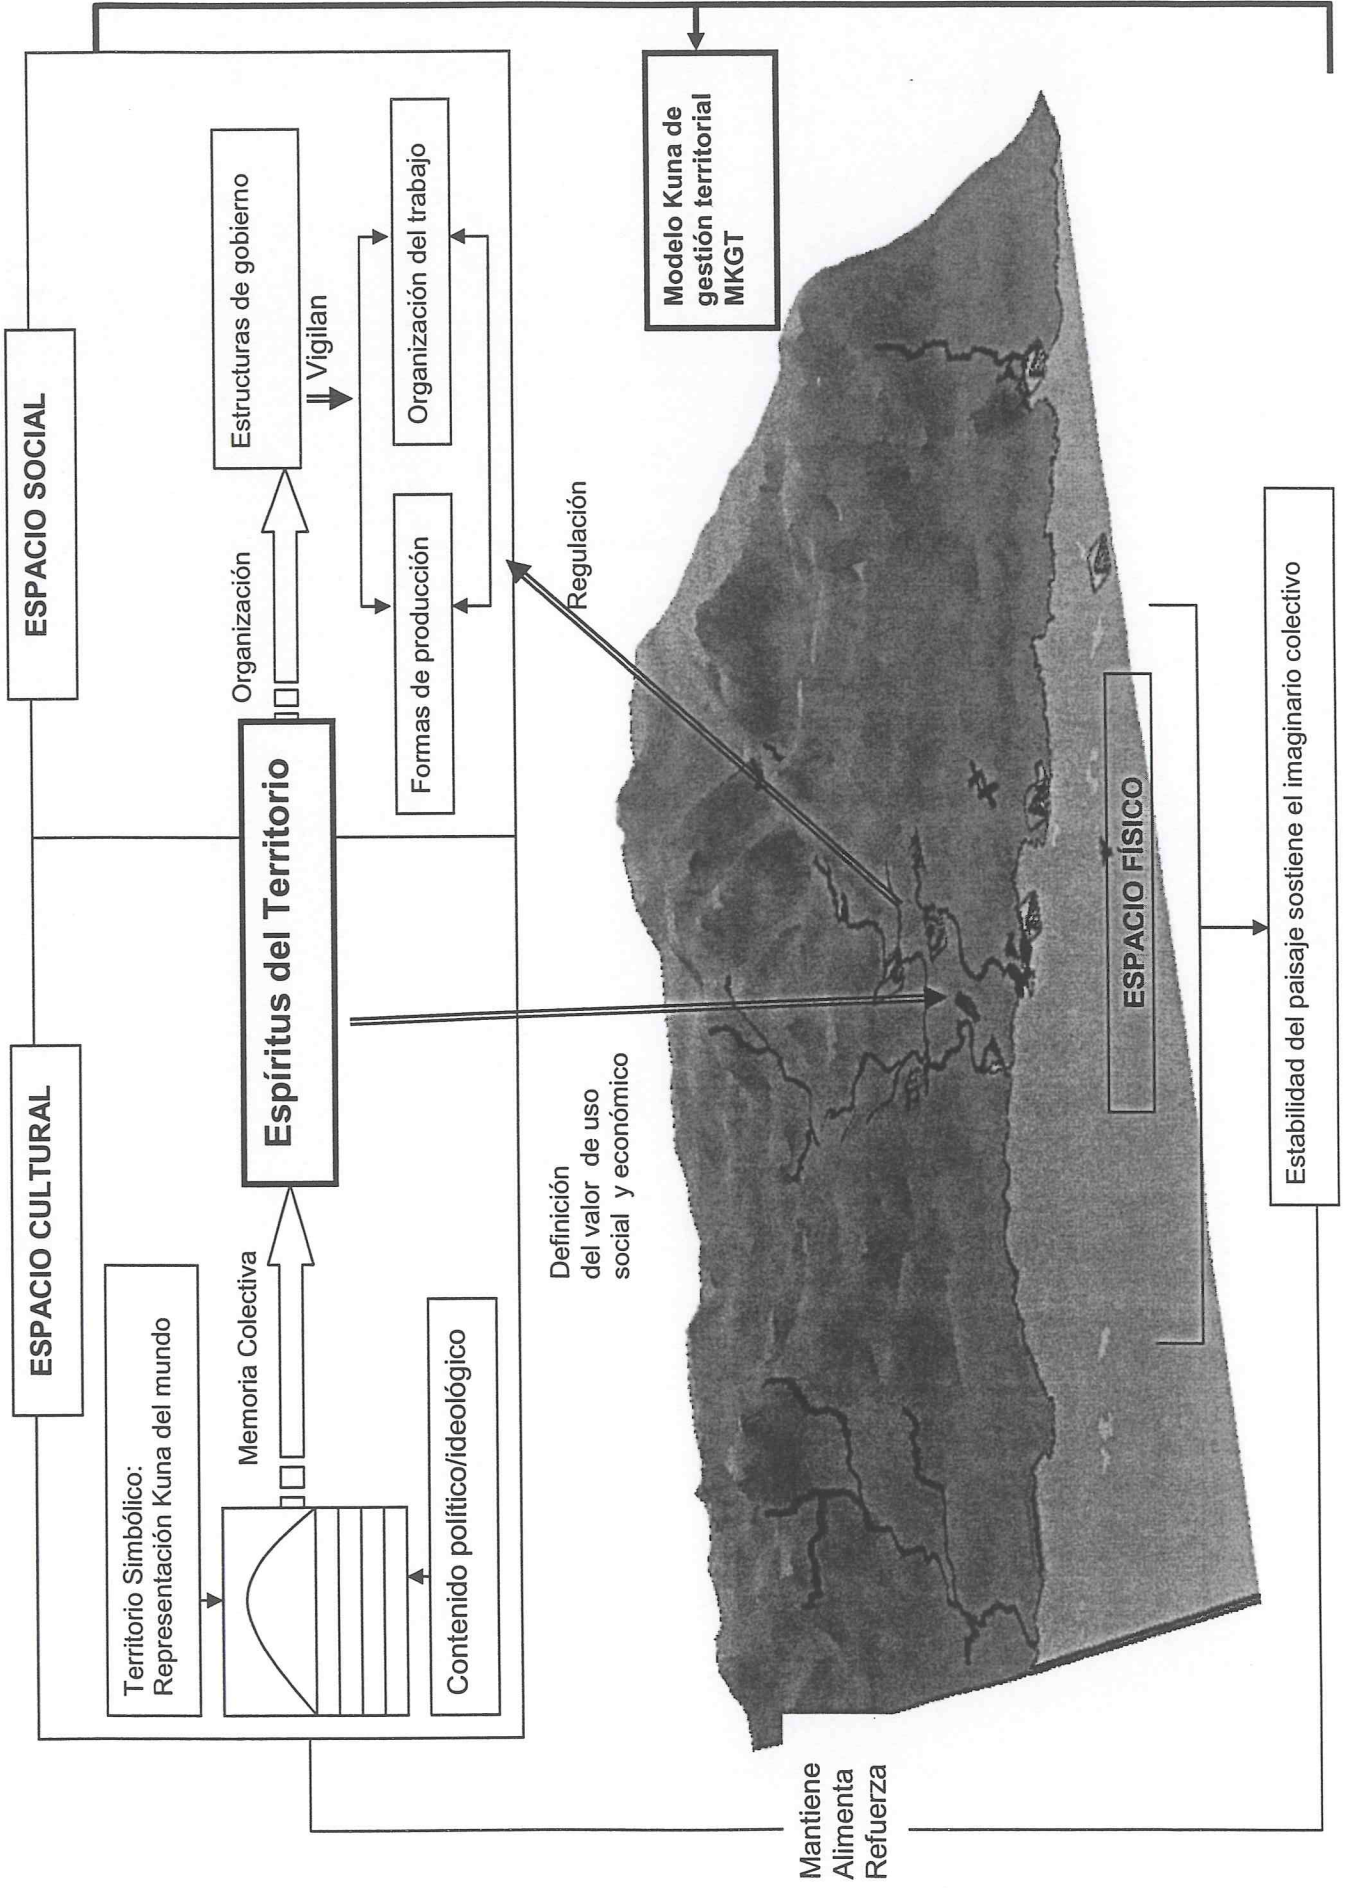 ESPACIO CULTURAL
ESPACIO SOCIAL
Territorio Simbólico:
Representación Kuna del mundo
Memoria Colectiva
Contenido político/ideológico
Espíritus del Territorio
Organización
Estructuras de gobierno
Vigilan
Formas de producción
Organización del trabajo
Definición
del valor de uso
social y económico
Regulación
Modelo Kuna de
gestión territorial
MKGT
Mantiene
Alimenta
Refuerza
ESPACIO FÍSICO
Estabilidad del paisaje sostiene el imaginario colectivo